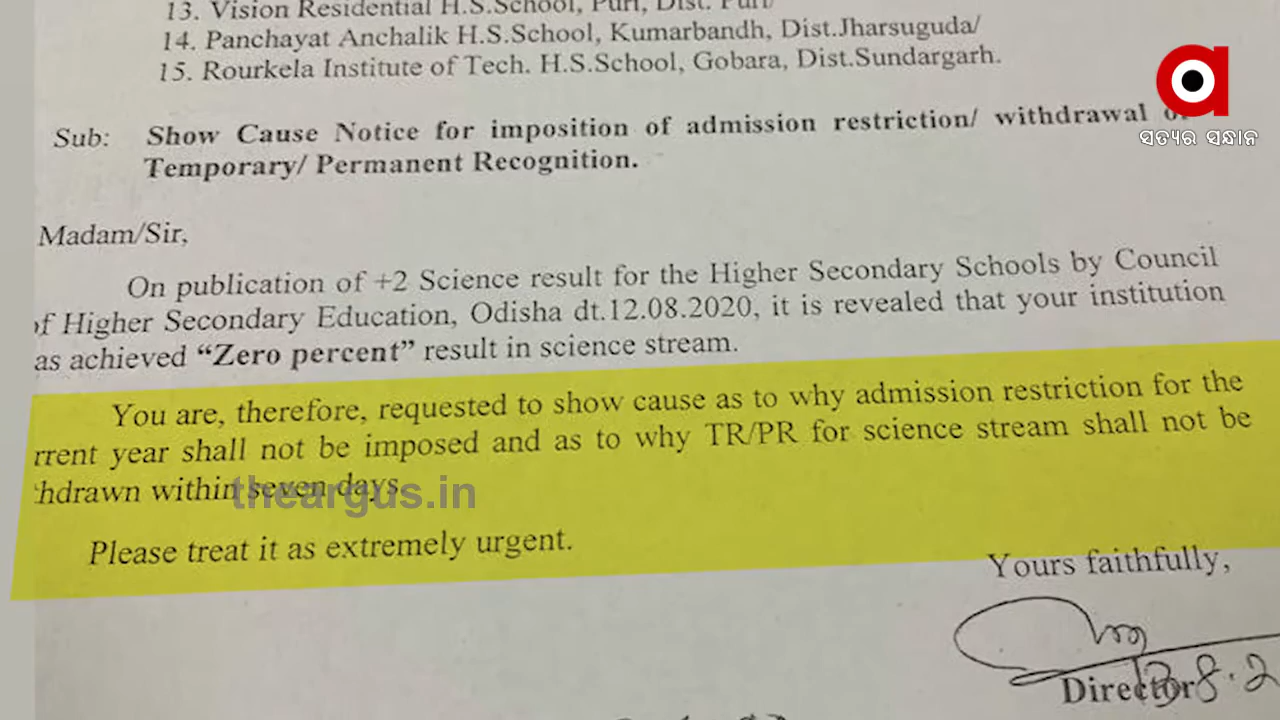 13. Vision Residential H.S.School, Puri, Dist. Puri/
14. Panchayat Anchalik H.S.School, Kumarbandh, Dist.Jharsuguda/
15. Rourkela Institute of Tech. H.S.School, Gobara, Dist.Sundargarh.
ସତ୍ୟର ସନ୍ଧାନ
Sub: Show Cause Notice for imposition of admission restriction/ withdrawal of
Temporary/ Permanent Recognition.
Madam/Sir,
On publication of +2 Science result for the Higher Secondary Schools by Council
of Higher Secondary Education, Odisha dt.12.08.2020, it is revealed that your institution
as achieved “Zero percent” result in science stream.
You are, therefore, requested to show cause as to why admission restriction for the
rrent year shall not be imposed and as to why TR/PR for science stream shall not be
hdrawn within seven days.
theargus.in
Please treat it as extremely urgent.
Yours faithfully,
Director
13.8.2